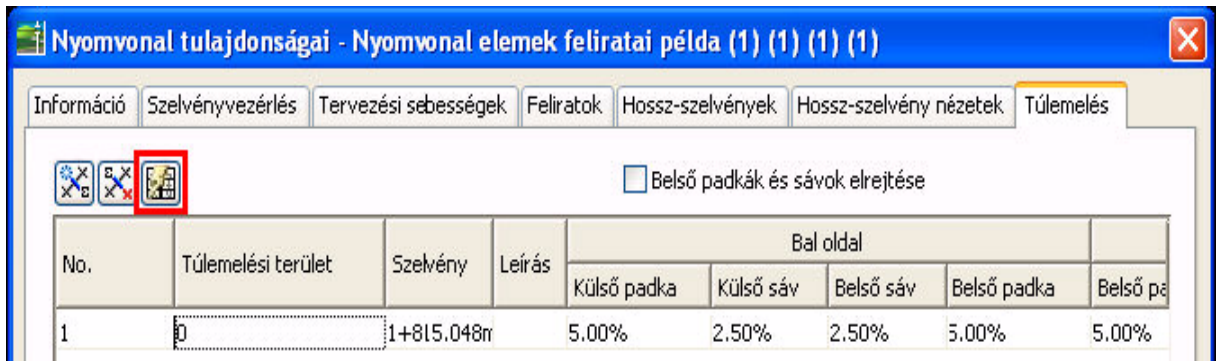 Nyomvonal tulajdonságai - Nyomvonal elemek feliratai példa (1) (1) (1) (1)
Információ Szelvényvezérlés Tervezési sebességek Feliratok Hossz-szelvények Hossz-szelvény nézetek Túlemelés
Belső padkák és sávok elrejtése
Bal oldal
No. Túlemelési terület Szelvény Leírás
Külső padka Külső sáv Belső sáv Belső padka Belső pa
1 0 1+815.048m 5.00% 2.50% 2.50% 5.00% 5.00%